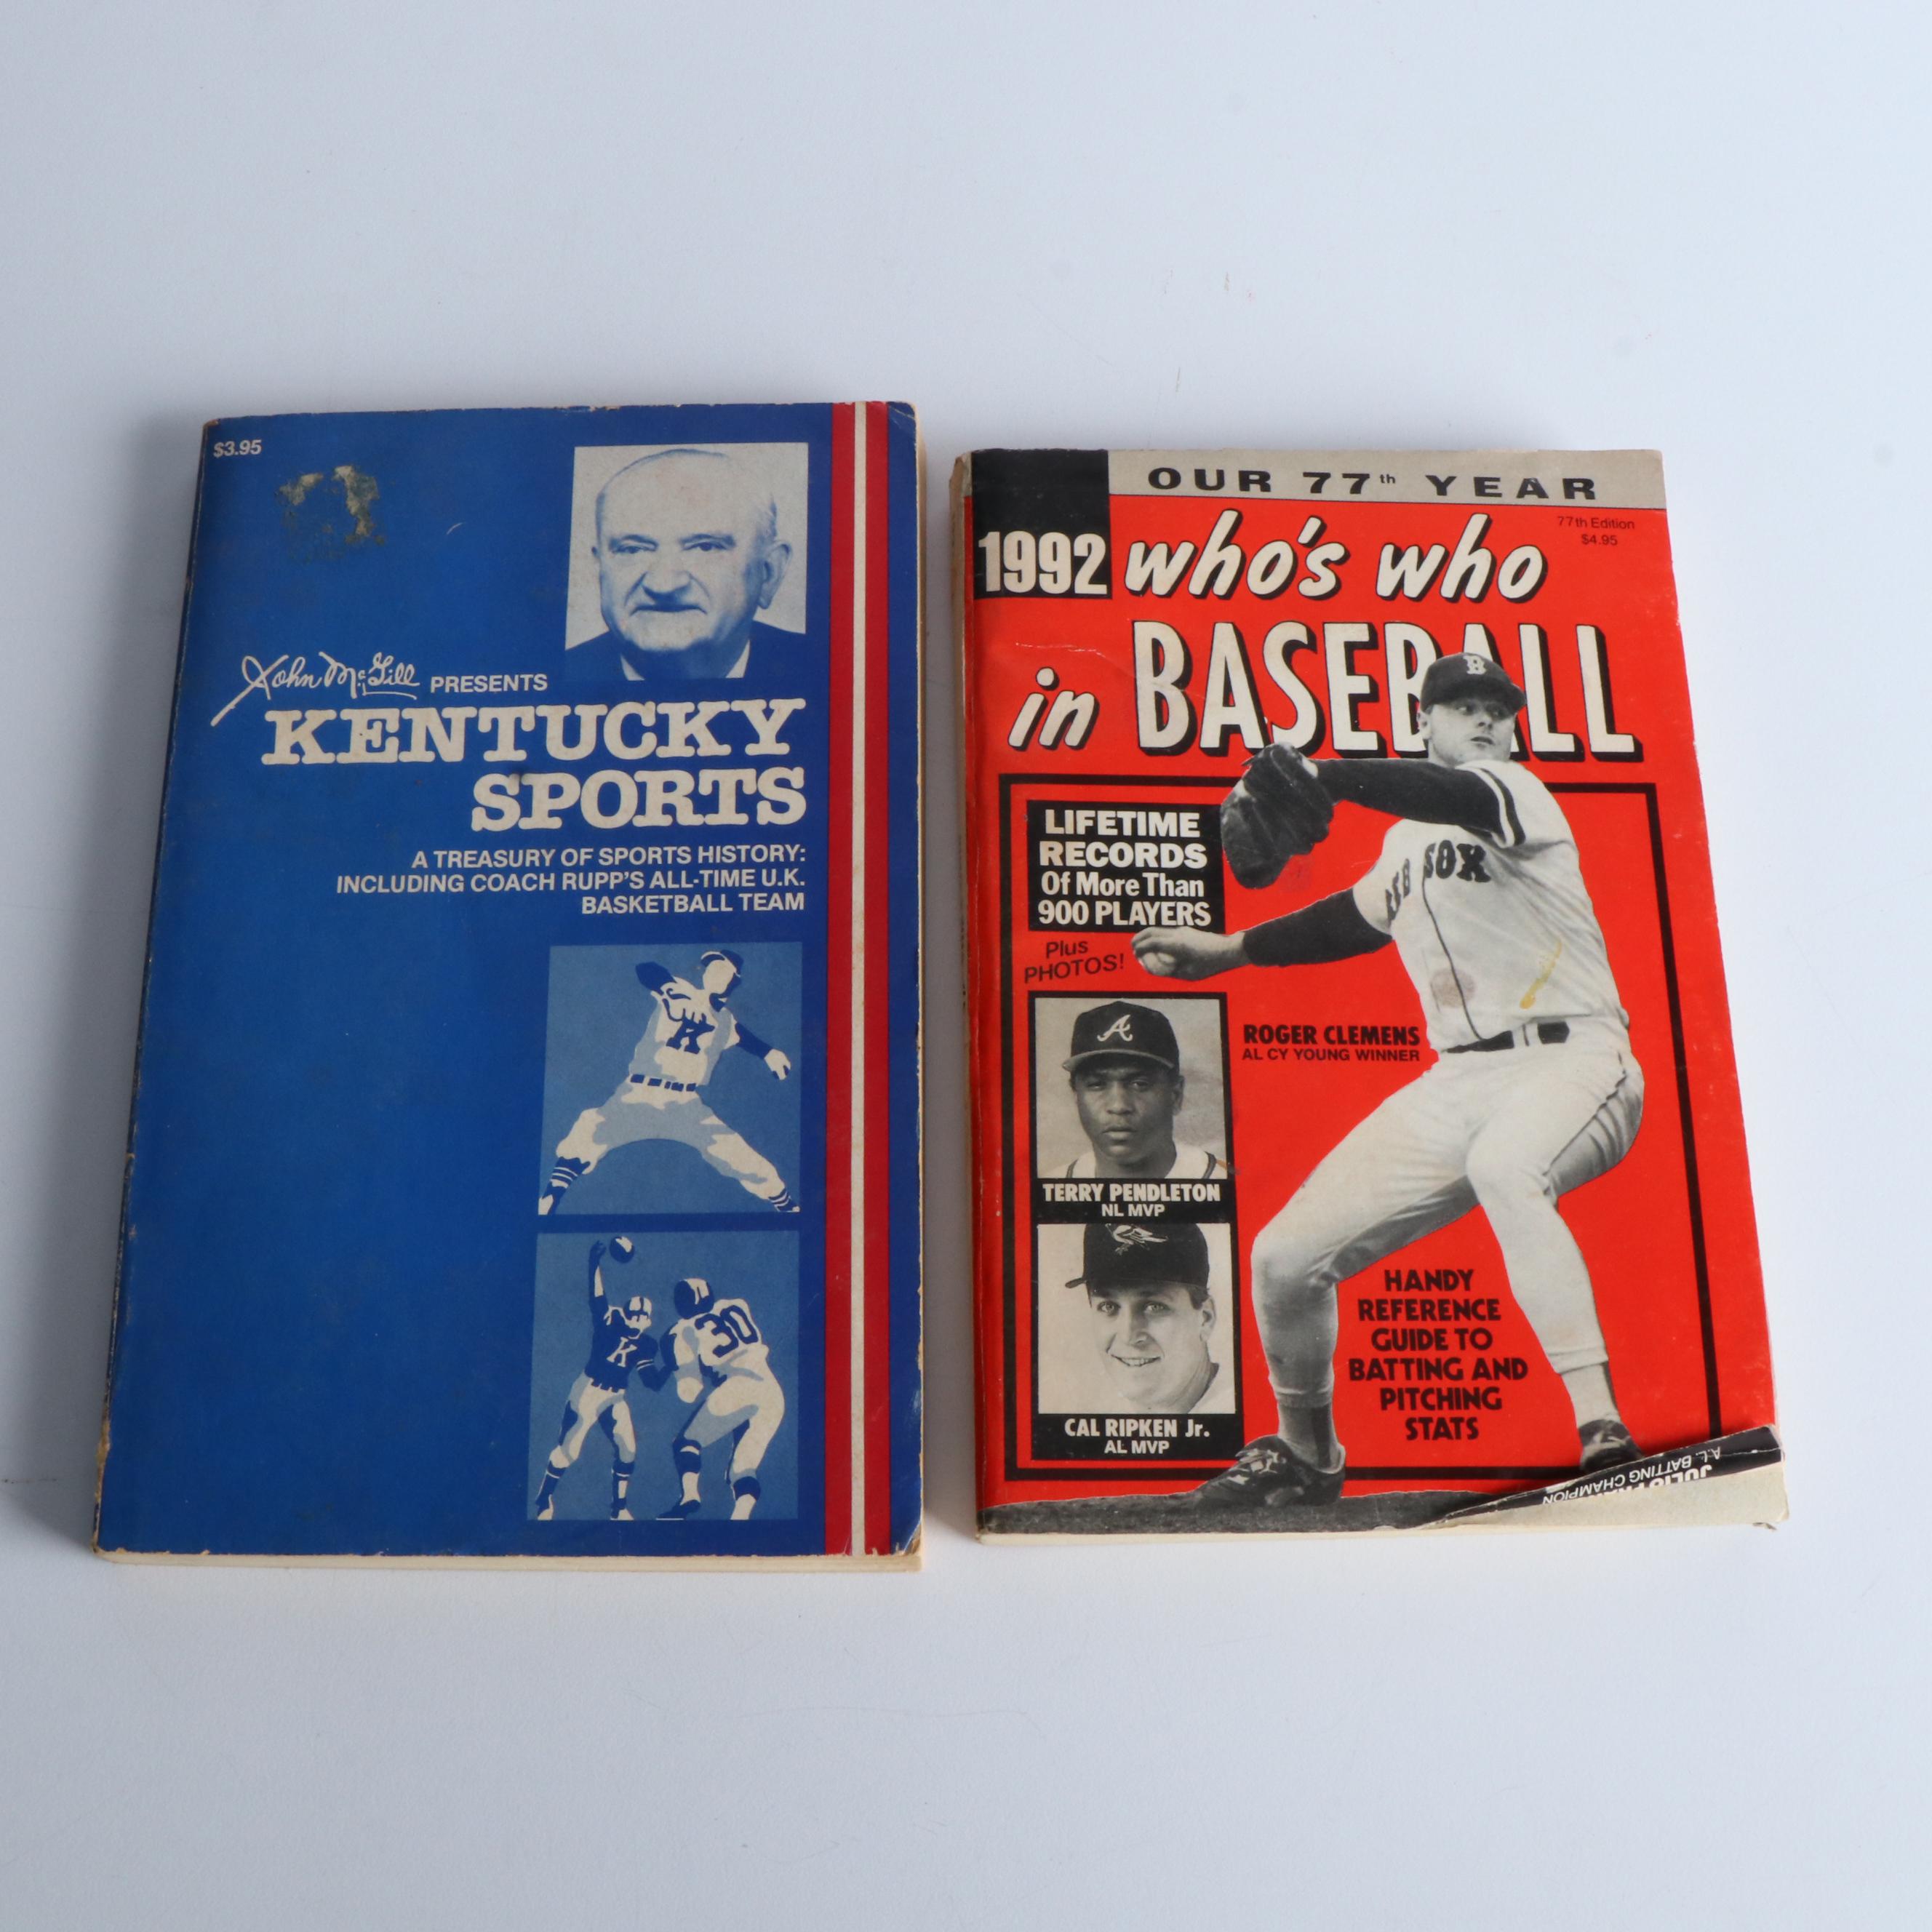 $3.95
John McGill PRESENTS
KENTUCKY
SPORTS
A TREASURY OF SPORTS HISTORY:
INCLUDING COACH RUPP'S ALL-TIME U.K.
BASKETBALL TEAM
K
30
K
OUR 77th YEAR
77th Edition
$4.95
1992 who's who
in BASEBALL
B
RED SOX
LIFETIME
RECORDS
Of More Than
900 PLAYERS
Plus
PHOTOS!
A
ROGER CLEMENS
AL CY YOUNG WINNER
TERRY PENDLETON
NL MVP
CAL RIPKEN Jr.
AL MVP
HANDY
REFERENCE
GUIDE TO
BATTING AND
PITCHING
STATS
A.L. BATTING CHAMPION